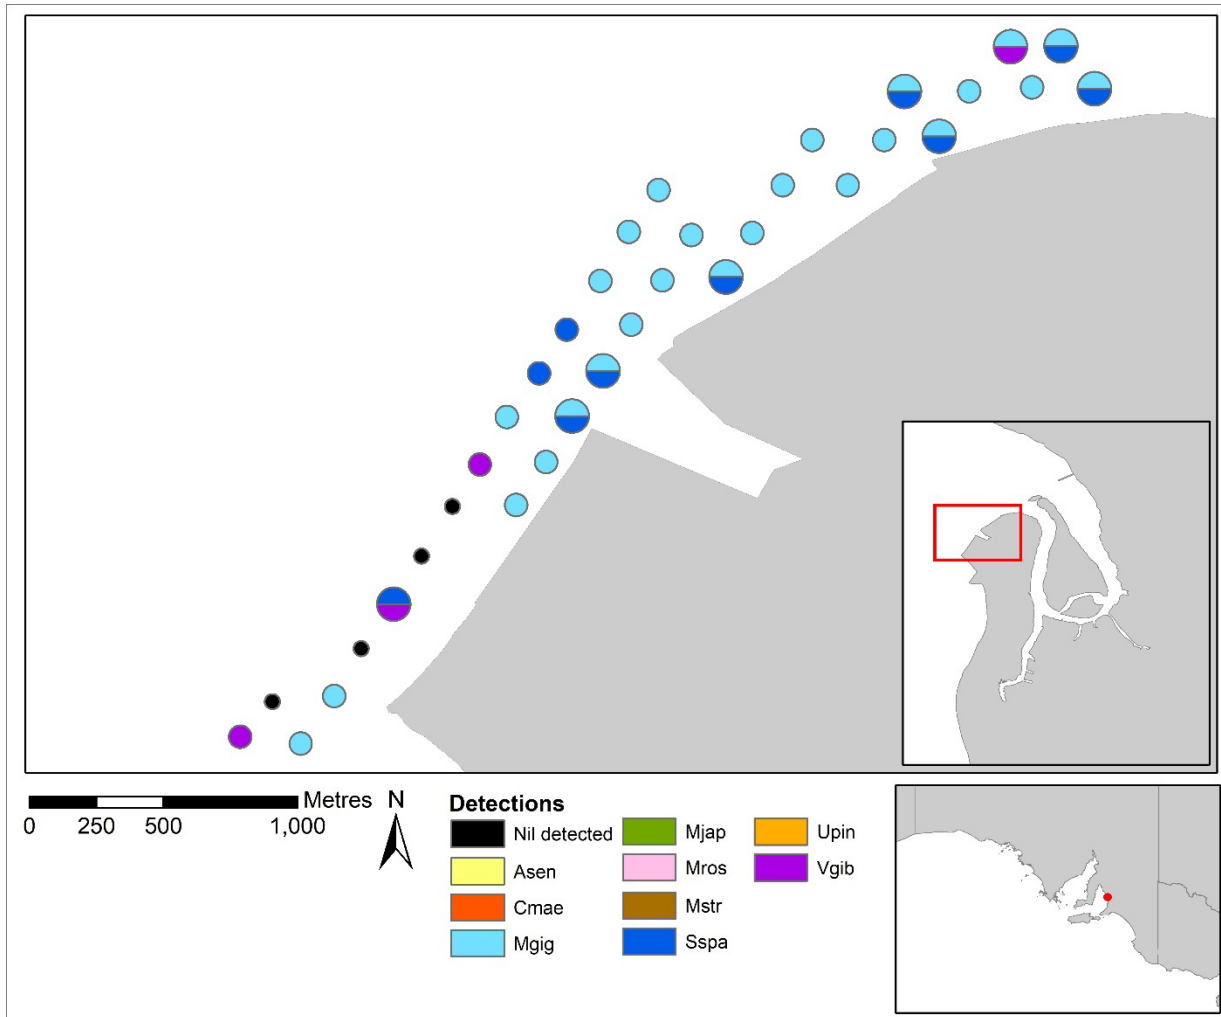 Metres
N
0 250 500 1,000
Detections
Nil detected
Asen
Cmae
Mgig
Mjap
Mros
Mstr
Sspa
Upin
Vgib